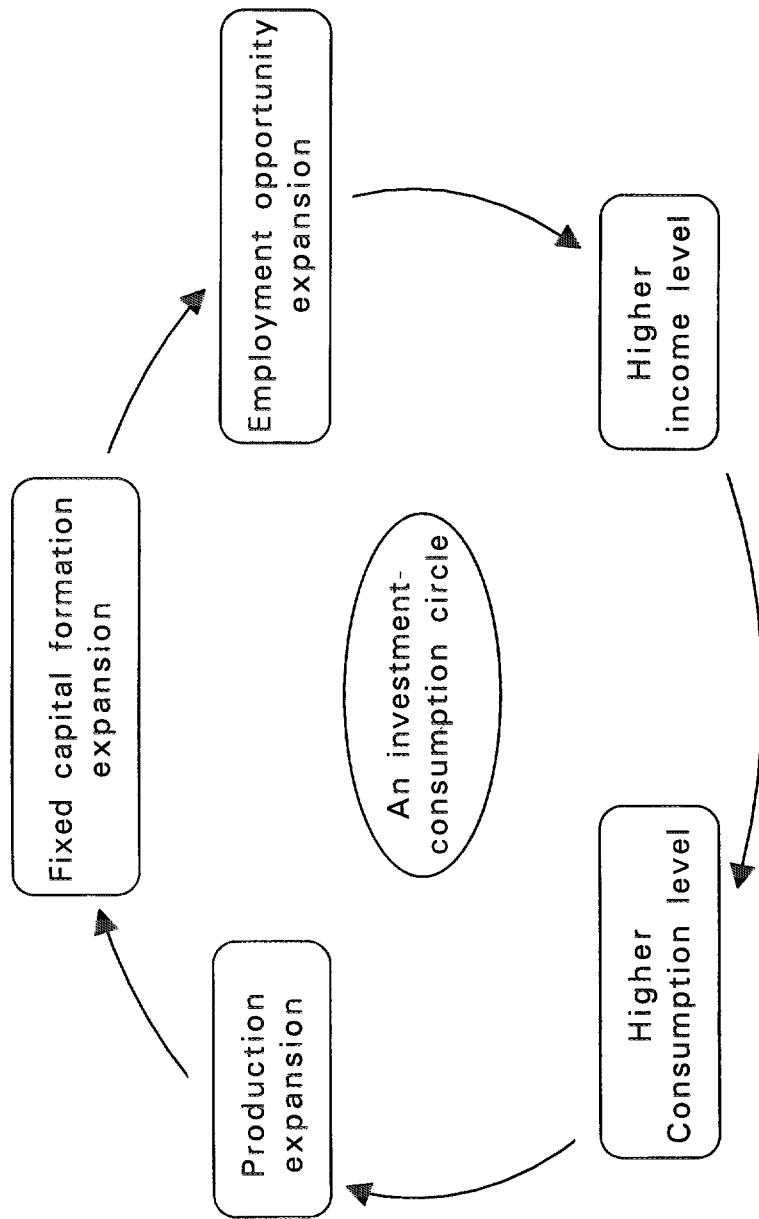 Fixed capital formation
expansion
Employment opportunity
expansion
Higher
income level
Higher
Consumption level
Production
expansion
An investment-
consumption circle